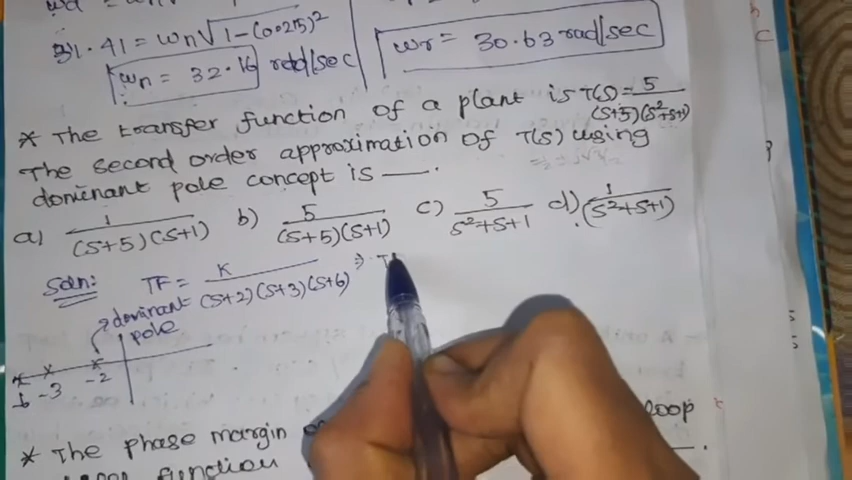 31.41 = ωn√1-(0.215)²
ωn = 32.16 rad/sec
ωr = 30.63 rad/sec
* The transfer function of a plant is T(s) = 5/(s+5)(s²+s+1)
The second order approximation of T(s) using
dominant pole concept is ___.
a) 1/(s+5)(s+1) b) 5/(s+5)(s+1) c) 5/s²+s+1 d) 1/(s²+s+1)
Soln: TF = K/(s+2)(s+3)(s+6) ⇒ T
dominant
pole
-6 -3 -2
* The phase margin loop
function